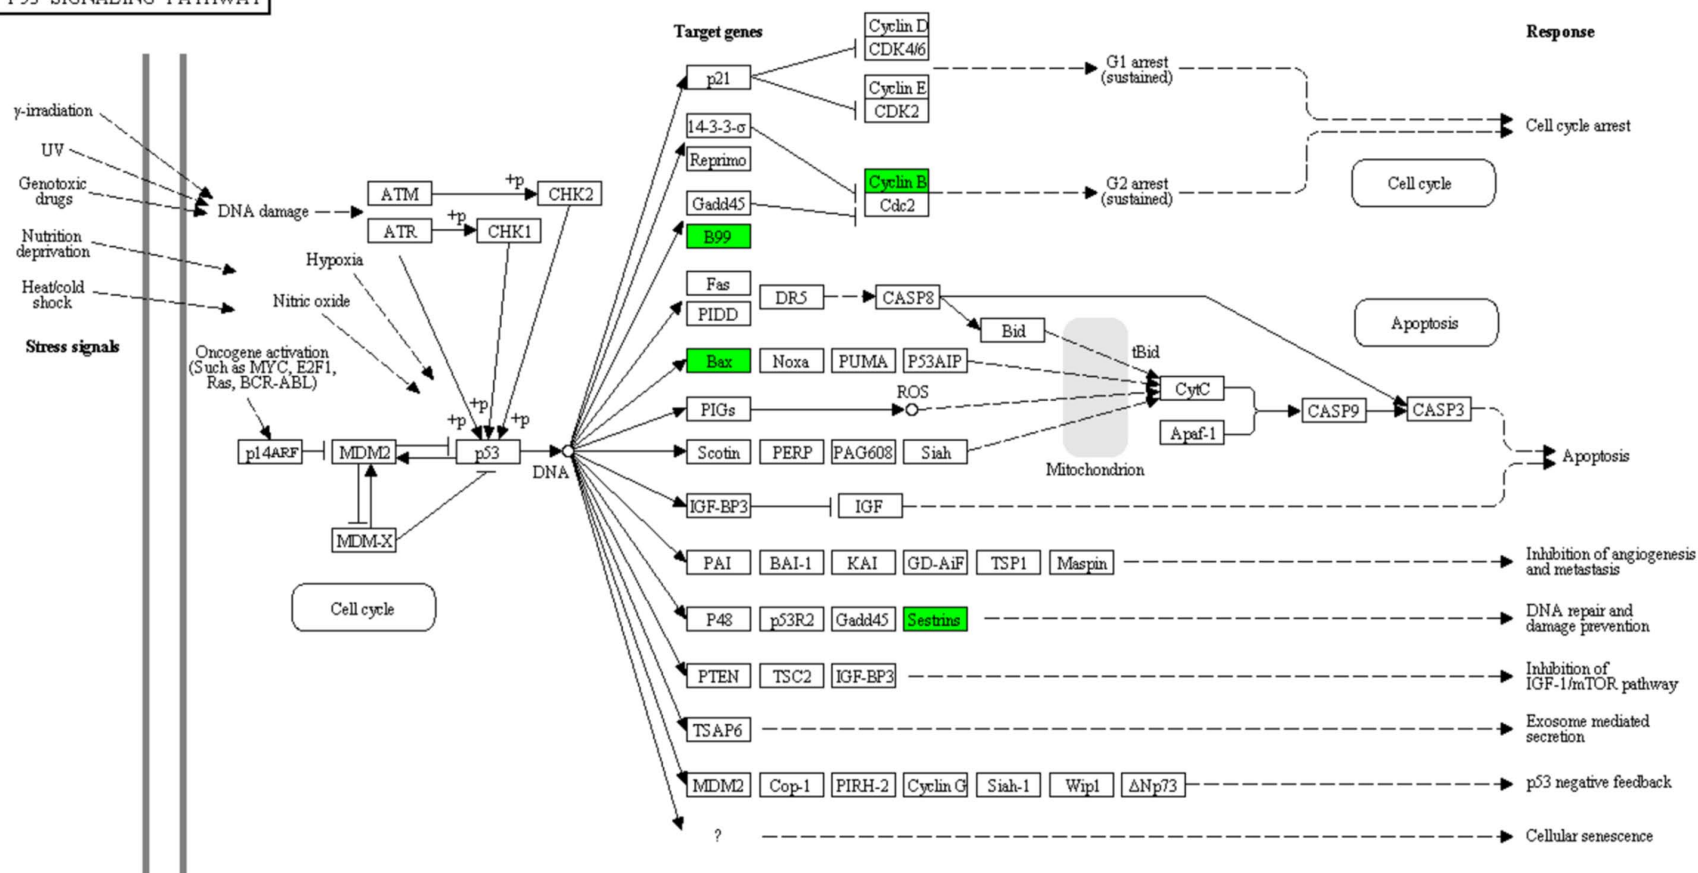 P53 SIGNALING PATHWAY
Target genes
Response
Cyclin D
CDK4/6
p21
G1 arrest
(sustained)
Cyclin E
CDK2
γ-irradiation
14-3-3-σ
Cell cycle arrest
UV
Reprimo
Genotoxic
drugs
ATM
+p
CHK2
Cyclin B
Cdc2
G2 arrest
(sustained)
Cell cycle
DNA damage
Gadd45
ATR
+p
CHK1
B99
Nutrition
deprivation
Hypoxia
Fas
PIDD
DR5
CASP8
Heat/cold
shock
Nitric oxide
Bid
Apoptosis
Stress signals
Oncogene activation
(Such as MYC, E2F1,
Ras, BCR-ABL)
Bax
Noxa
PUMA
P53AIP
tBid
ROS
CytC
+p
+p
+p
PIGs
CASP9
CASP3
Apaf-1
p14ARF
MDM2
p53
DNA
Scotin
PERP
PAG608
Siah
Mitochondrion
Apoptosis
IGF-BP3
IGF
MDM-X
PAI
BAI-1
KAI
GD-AiF
TSP1
Maspin
Inhibition of angiogenesis
and metastasis
Cell cycle
P48
p53R2
Gadd45
Sestrins
DNA repair and
damage prevention
PTEN
TSC2
IGF-BP3
Inhibition of
IGF-1/mTOR pathway
TSAP6
Exosome mediated
secretion
MDM2
Cop-1
PIRH-2
Cyclin G
Siah-1
Wip1
ΔNp73
p53 negative feedback
?
Cellular senescence